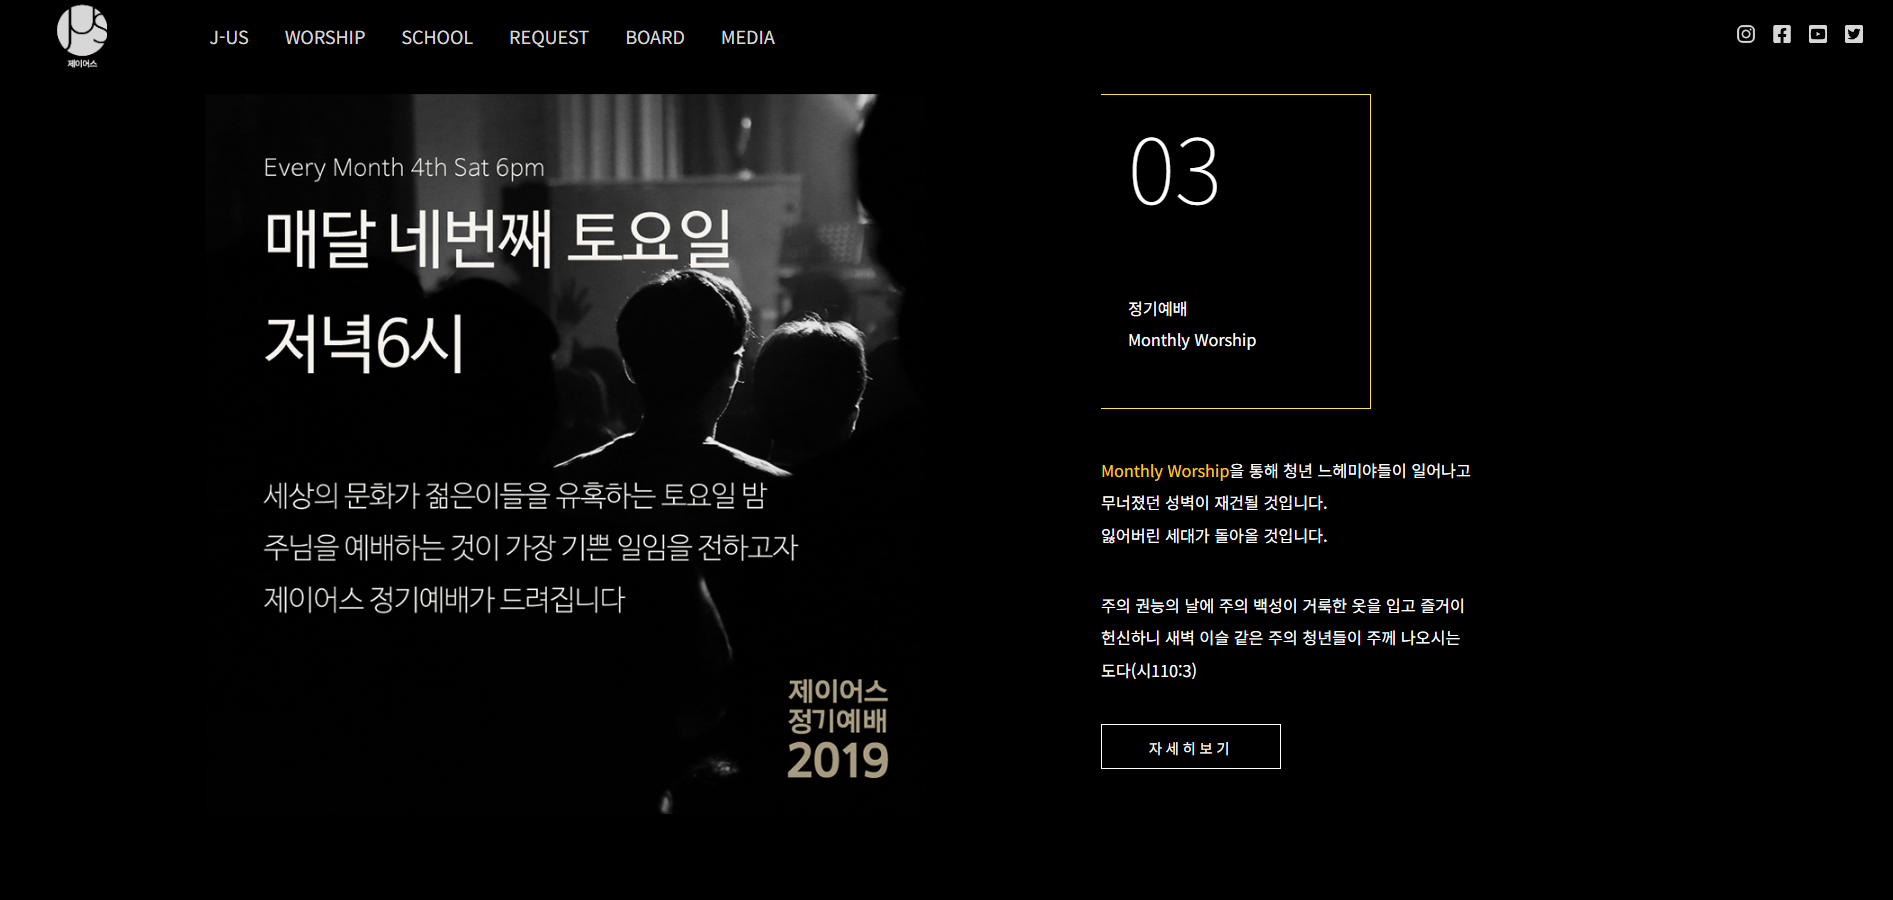 JUS
제이어스
J-US WORSHIP SCHOOL REQUEST BOARD MEDIA
Every Month 4th Sat 6pm
매달 네번째 토요일
저녁6시
세상의 문화가 젊은이들을 유혹하는 토요일 밤
주님을 예배하는 것이 가장 기쁜 일임을 전하고자
제이어스 정기예배가 드려집니다
제이어스
정기예배
2019
03
정기예배
Monthly Worship
Monthly Worship을 통해 청년 느헤미야들이 일어나고
무너졌던 성벽이 재건될 것입니다.
잃어버린 세대가 돌아올 것입니다.
주의 권능의 날에 주의 백성이 거룩한 옷을 입고 즐거이
헌신하니 새벽 이슬 같은 주의 청년들이 주께 나오시는
도다(시110:3)
자세히보기